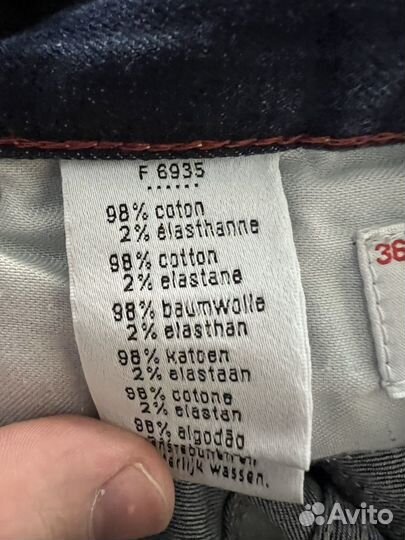 F 6935
98% coton
2% élasthanne
98% cotton
2% elastane
98% baumwolle
2% elasthan
98% katoen
2% elastaan
98% cotone
2% elastan
98% algodão
wassen.
36
Avito